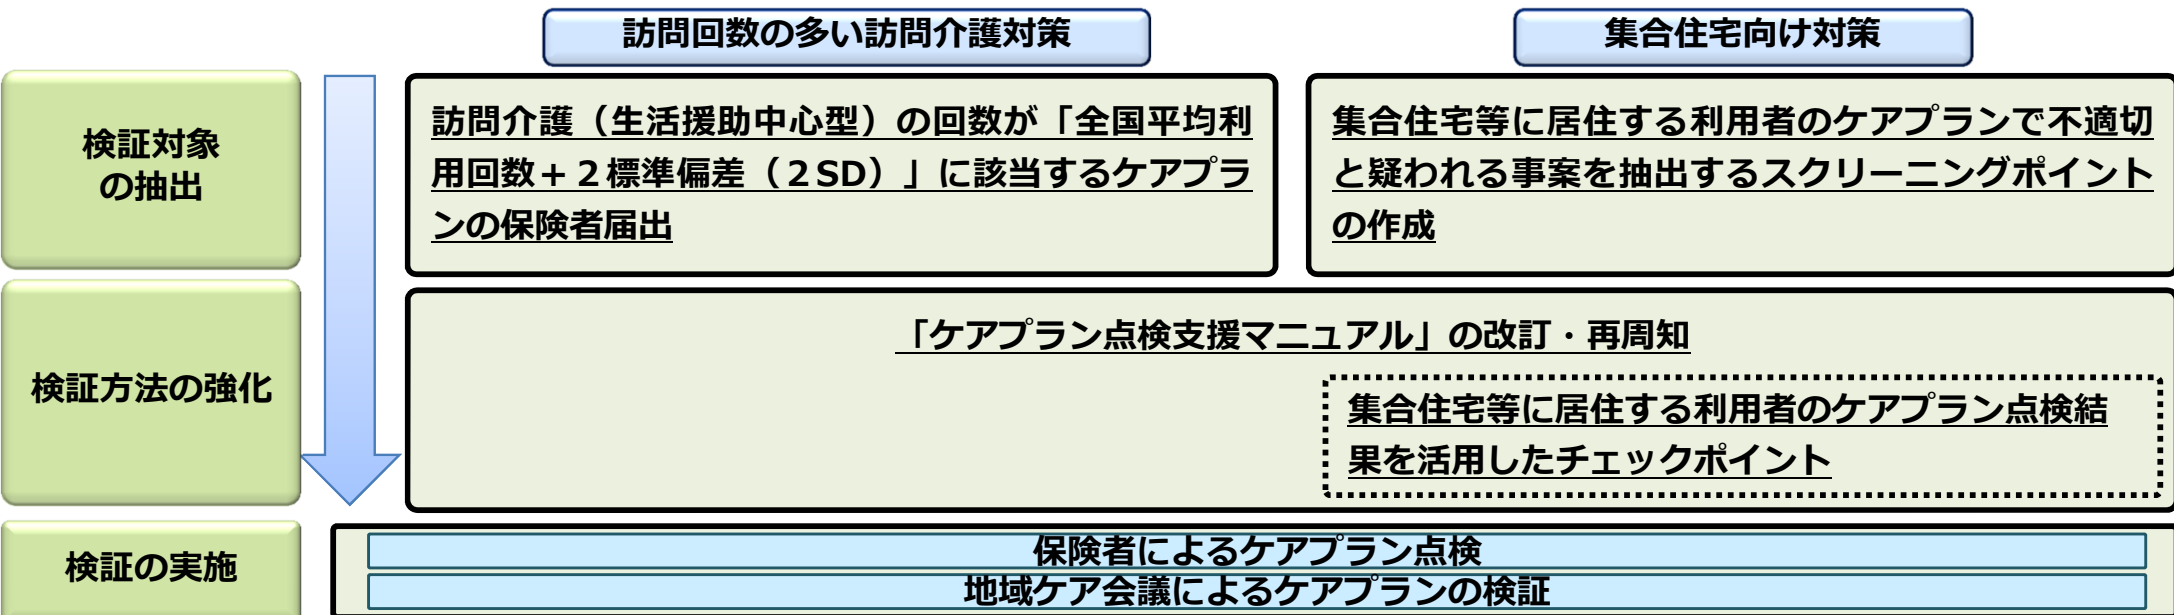 訪問回数の多い訪問介護対策
集合住宅向け対策
検証対象
の抽出
訪問介護（生活援助中心型）の回数が「全国平均利
用回数＋２標準偏差（２SD）」に該当するケアプラ
ンの保険者届出
集合住宅等に居住する利用者のケアプランで不適切
と疑われる事案を抽出するスクリーニングポイント
の作成
検証方法の強化
「ケアプラン点検支援マニュアル」の改訂・再周知
集合住宅等に居住する利用者のケアプラン点検結
果を活用したチェックポイント
検証の実施
保険者によるケアプラン点検
地域ケア会議によるケアプランの検証